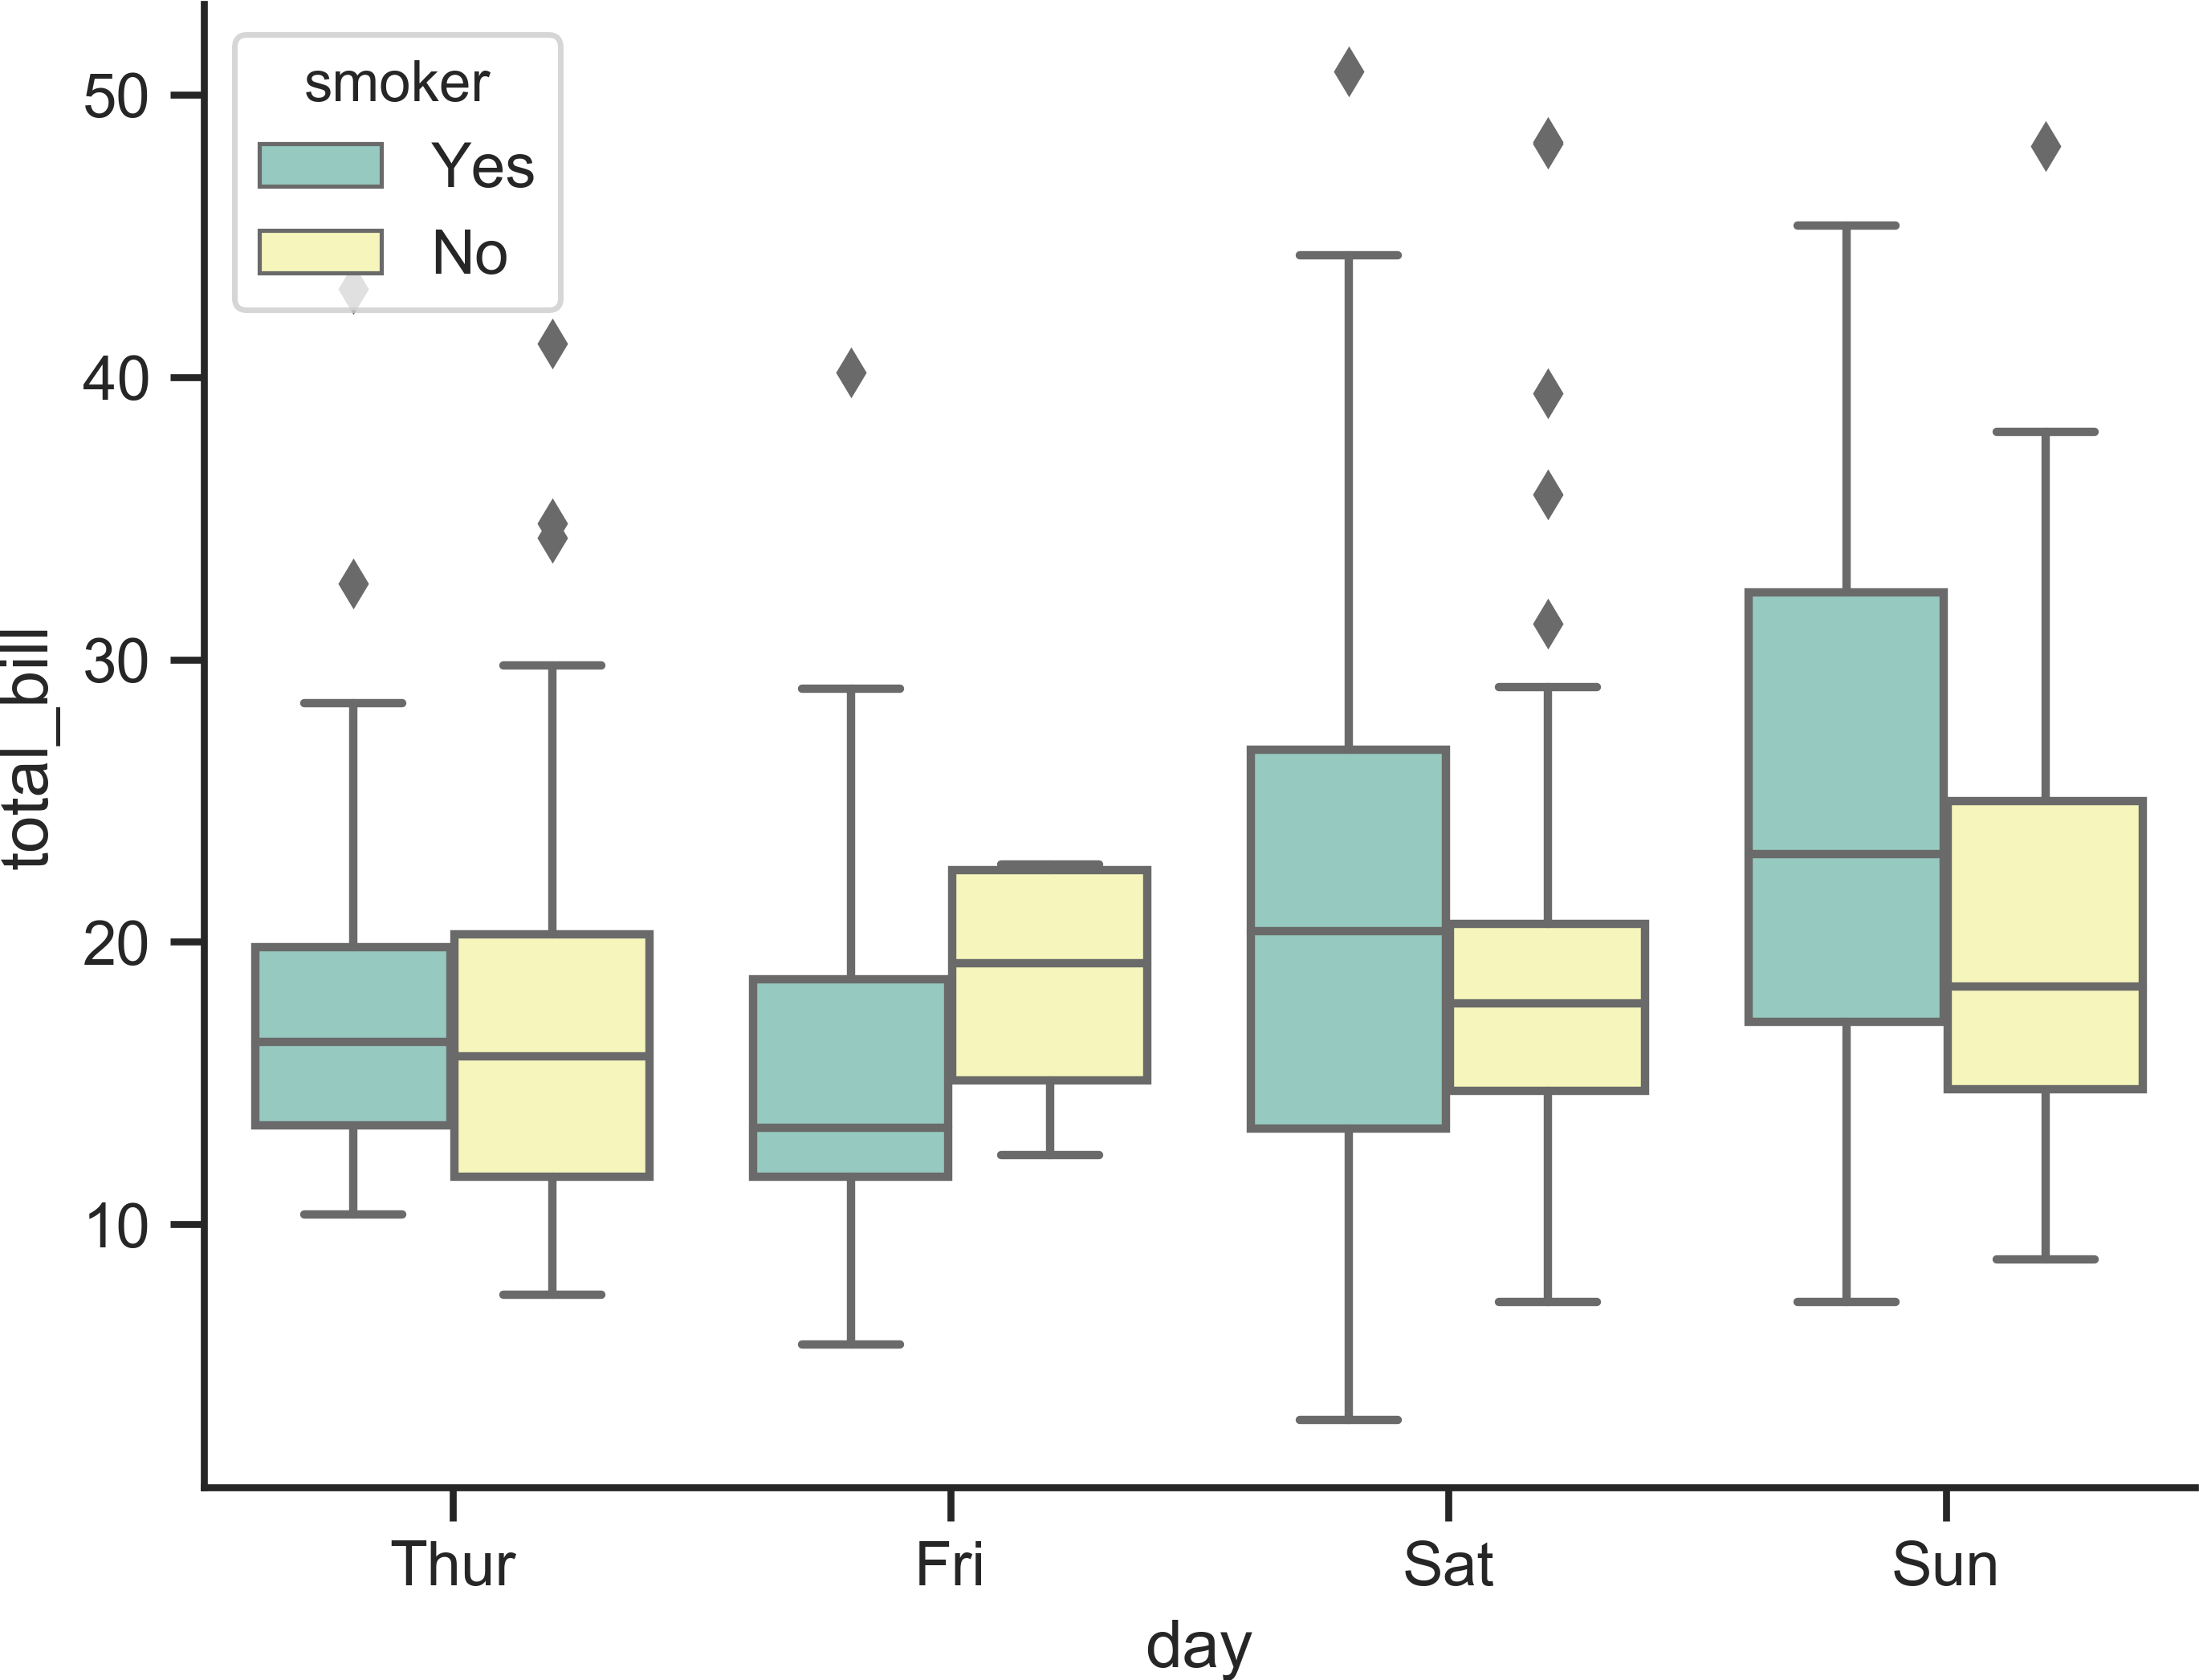 smoker
Yes
No
50
40
30
20
10
total_bill
Thur
Fri
Sat
Sun
day